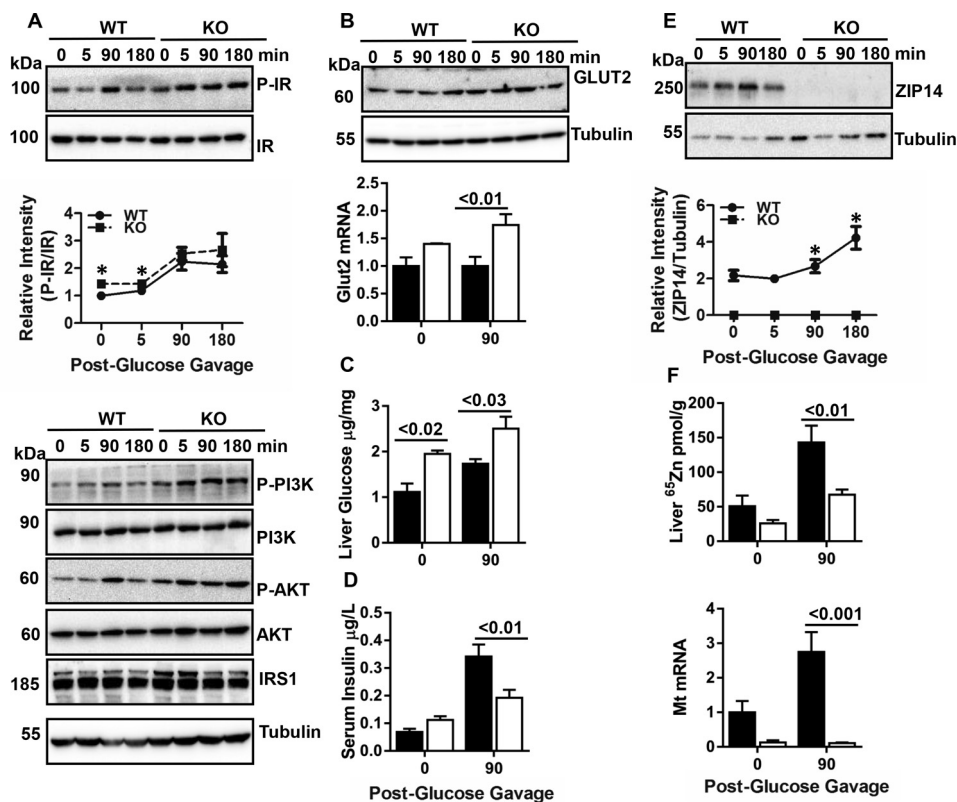 A
WT KO
0 5 90 180 0 5 90 180 min
kDa
100 P-IR
100 IR
Relative Intensity
(P-IR/IR)
4
3
2
1
0
WT
KO
* *
0 5 90 180
Post-Glucose Gavage
WT KO
0 5 90 180 0 5 90 180 min
kDa
90 P-PI3K
90 PI3K
60 P-AKT
60 AKT
185 IRS1
55 Tubulin
B
WT KO
0 5 90 180 0 5 90 180 min
kDa
60 GLUT2
55 Tubulin
Glut2 mRNA
2.5
2.0
1.5
1.0
0.5
0.0
<0.01
0 90
C
Liver Glucose µg/mg
3
2
1
0
<0.02 <0.03
0 90
D
Serum Insulin µg/L
0.5
0.4
0.3
0.2
0.1
0.0
<0.01
0 90
Post-Glucose Gavage
E
WT KO
0 5 90 180 0 5 90 180 min
kDa
250 ZIP14
55 Tubulin
Relative Intensity
(ZIP14/Tubulin)
6
4
2
0
WT
KO
* *
0 5 90 180
Post-Glucose Gavage
F
Liver 65Zn pmol/g
200
150
100
50
0
<0.01
0 90
Mt mRNA
4
3
2
1
0
<0.001
0 90
Post-Glucose Gavage